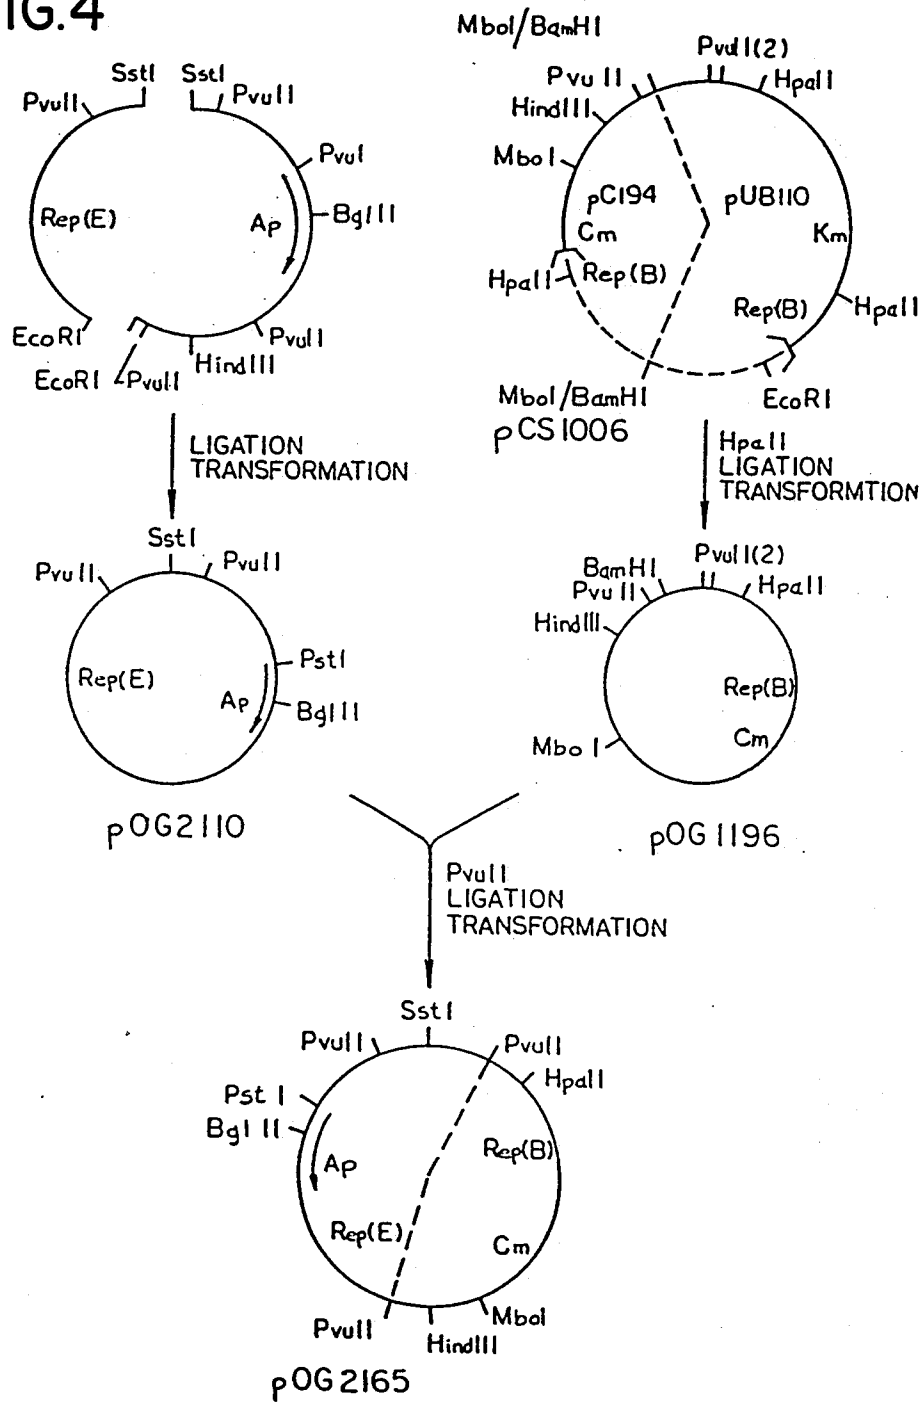 IG.4
MboI/BamHI
PvuII(2)
SstI SstI
PvuII
PvuII
PvuI
Rep(E)
Ap
BglII
EcoRI
EcoRI
PvuII
HindIII
PvuII
PvuII
HpaII
HindIII
MboI
pC194
pUB110
Cm
Km
HpaII
Rep(B)
Rep(B)
HpaII
MboI/BamHI
EcoRI
pCS1006
LIGATION
TRANSFORMATION
HpaII
LIGATION
TRANSFORMTION
SstI
PvuII
PvuII
Rep(E)
PstI
Ap
BglII
pOG2110
PvuII(2)
BamHI
PvuII
HpaII
HindIII
Rep(B)
Cm
MboI
pOG1196
PvuII
LIGATION
TRANSFORMATION
SstI
PvuII
PvuII
HpaII
PstI
BglII
Ap
Rep(B)
Rep(E)
Cm
PvuII
MboI
HindIII
pOG2165